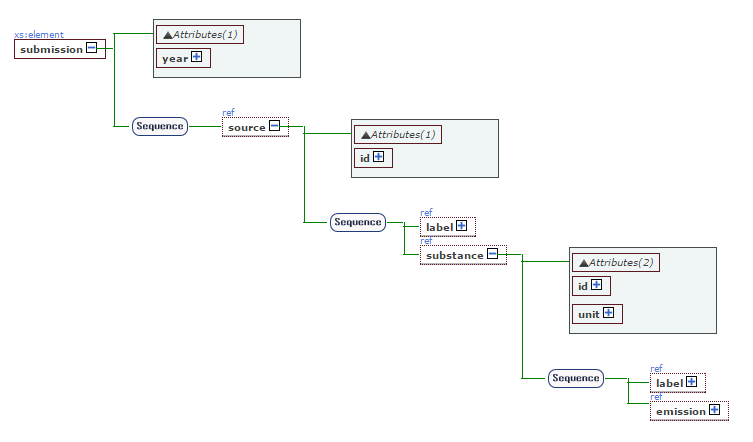 xs:element
submission
Attributes(1)
year
Sequence
ref
source
Attributes(1)
id
Sequence
ref
label
ref
substance
Attributes(2)
id
unit
Sequence
ref
label
ref
emission